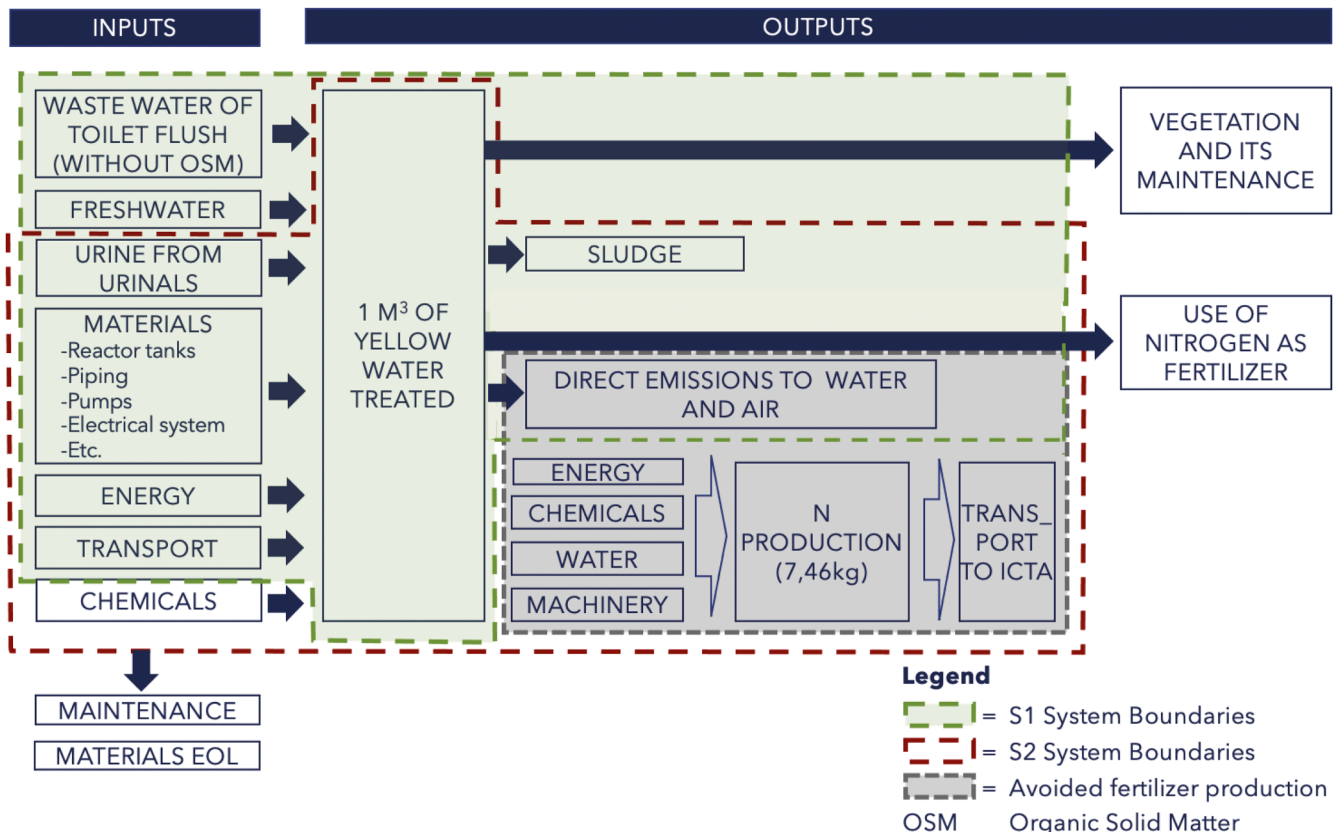 INPUTS
OUTPUTS
WASTE WATER OF
TOILET FLUSH
(WITHOUT OSM)
FRESHWATER
URINE FROM
URINALS
MATERIALS
-Reactor tanks
-Piping
-Pumps
-Electrical system
-Etc.
ENERGY
TRANSPORT
CHEMICALS
MAINTENANCE
MATERIALS EOL
1 M³ OF
YELLOW
WATER
TREATED
SLUDGE
DIRECT EMISSIONS TO WATER
AND AIR
ENERGY
CHEMICALS
WATER
MACHINERY
N
PRODUCTION
(7,46kg)
TRANS_
PORT
TO ICTA
VEGETATION
AND ITS
MAINTENANCE
USE OF
NITROGEN AS
FERTILIZER
Legend
= S1 System Boundaries
= S2 System Boundaries
= Avoided fertilizer production
OSM Organic Solid Matter